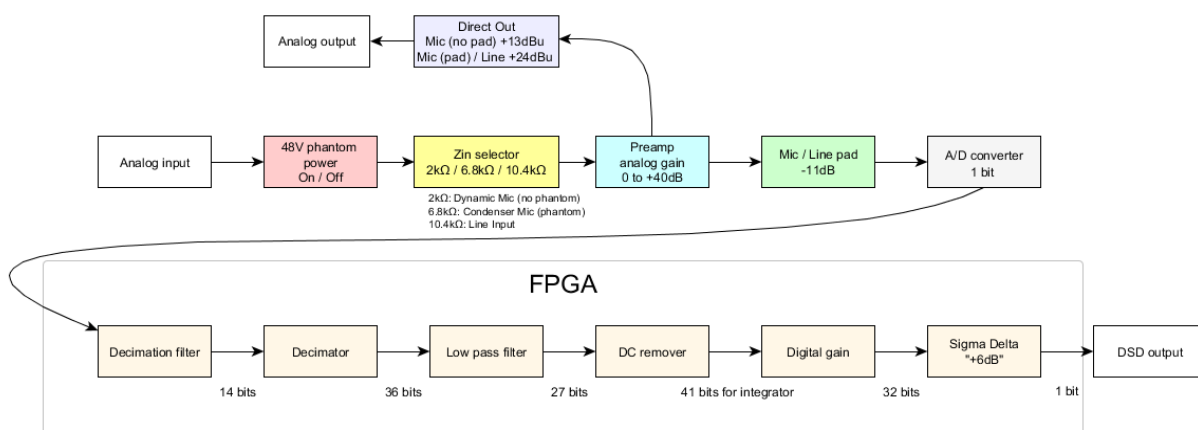 Analog output
Direct Out
Mic (no pad) +13dBu
Mic (pad) / Line +24dBu
Analog input
48V phantom
power
On / Off
Zin selector
2kΩ / 6.8kΩ / 10.4kΩ
Preamp
analog gain
0 to +40dB
Mic / Line pad
-11dB
A/D converter
1 bit
2kΩ: Dynamic Mic (no phantom)
6.8kΩ: Condenser Mic (phantom)
10.4kΩ: Line Input
FPGA
Decimation filter
Decimator
Low pass filter
DC remover
Digital gain
Sigma Delta
"+6dB"
DSD output
14 bits
36 bits
27 bits
41 bits for integrator
32 bits
1 bit